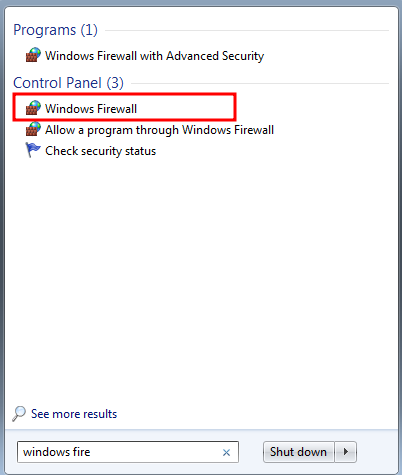 Programs (1)
Windows Firewall with Advanced Security
Control Panel (3)
Windows Firewall
Allow a program through Windows Firewall
Check security status
See more results
windows fire
Shut down